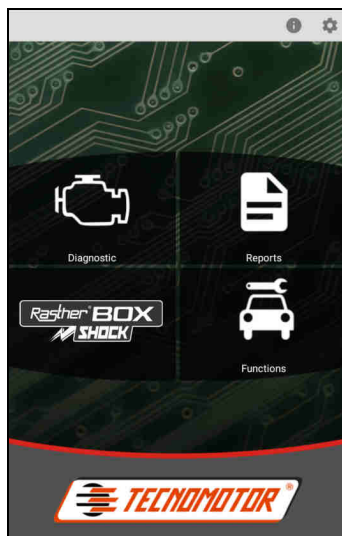 Diagnostic
Reports
Rasther® BOX
SHOCK
Functions
TECNOMOTOR®